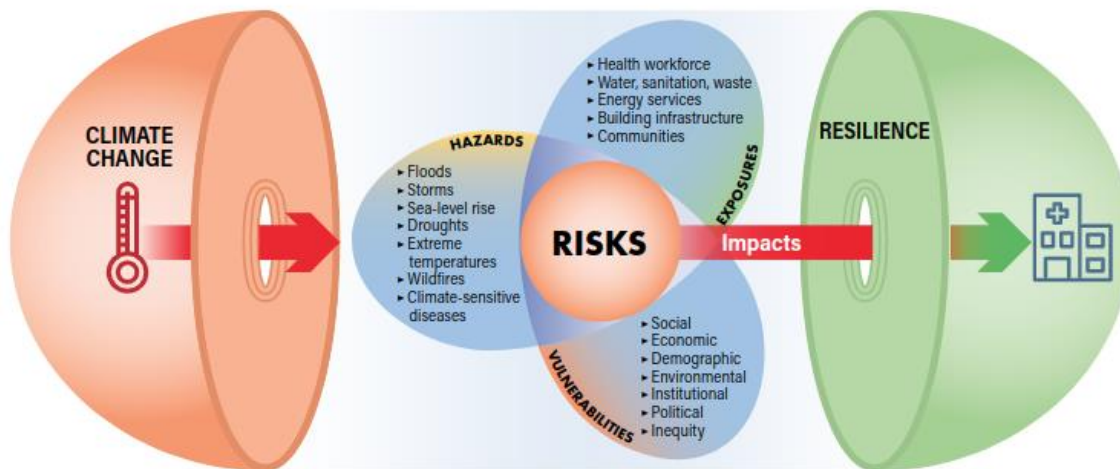 CLIMATE
CHANGE
HAZARDS
► Floods
► Storms
► Sea-level rise
► Droughts
► Extreme
temperatures
► Wildfires
► Climate-sensitive
diseases
► Health workforce
► Water, sanitation, waste
► Energy services
► Building infrastructure
► Communities
EXPOSURES
RISKS
Impacts
VULNERABILITIES
► Social
► Economic
► Demographic
► Environmental
► Institutional
► Political
► Inequity
RESILIENCE